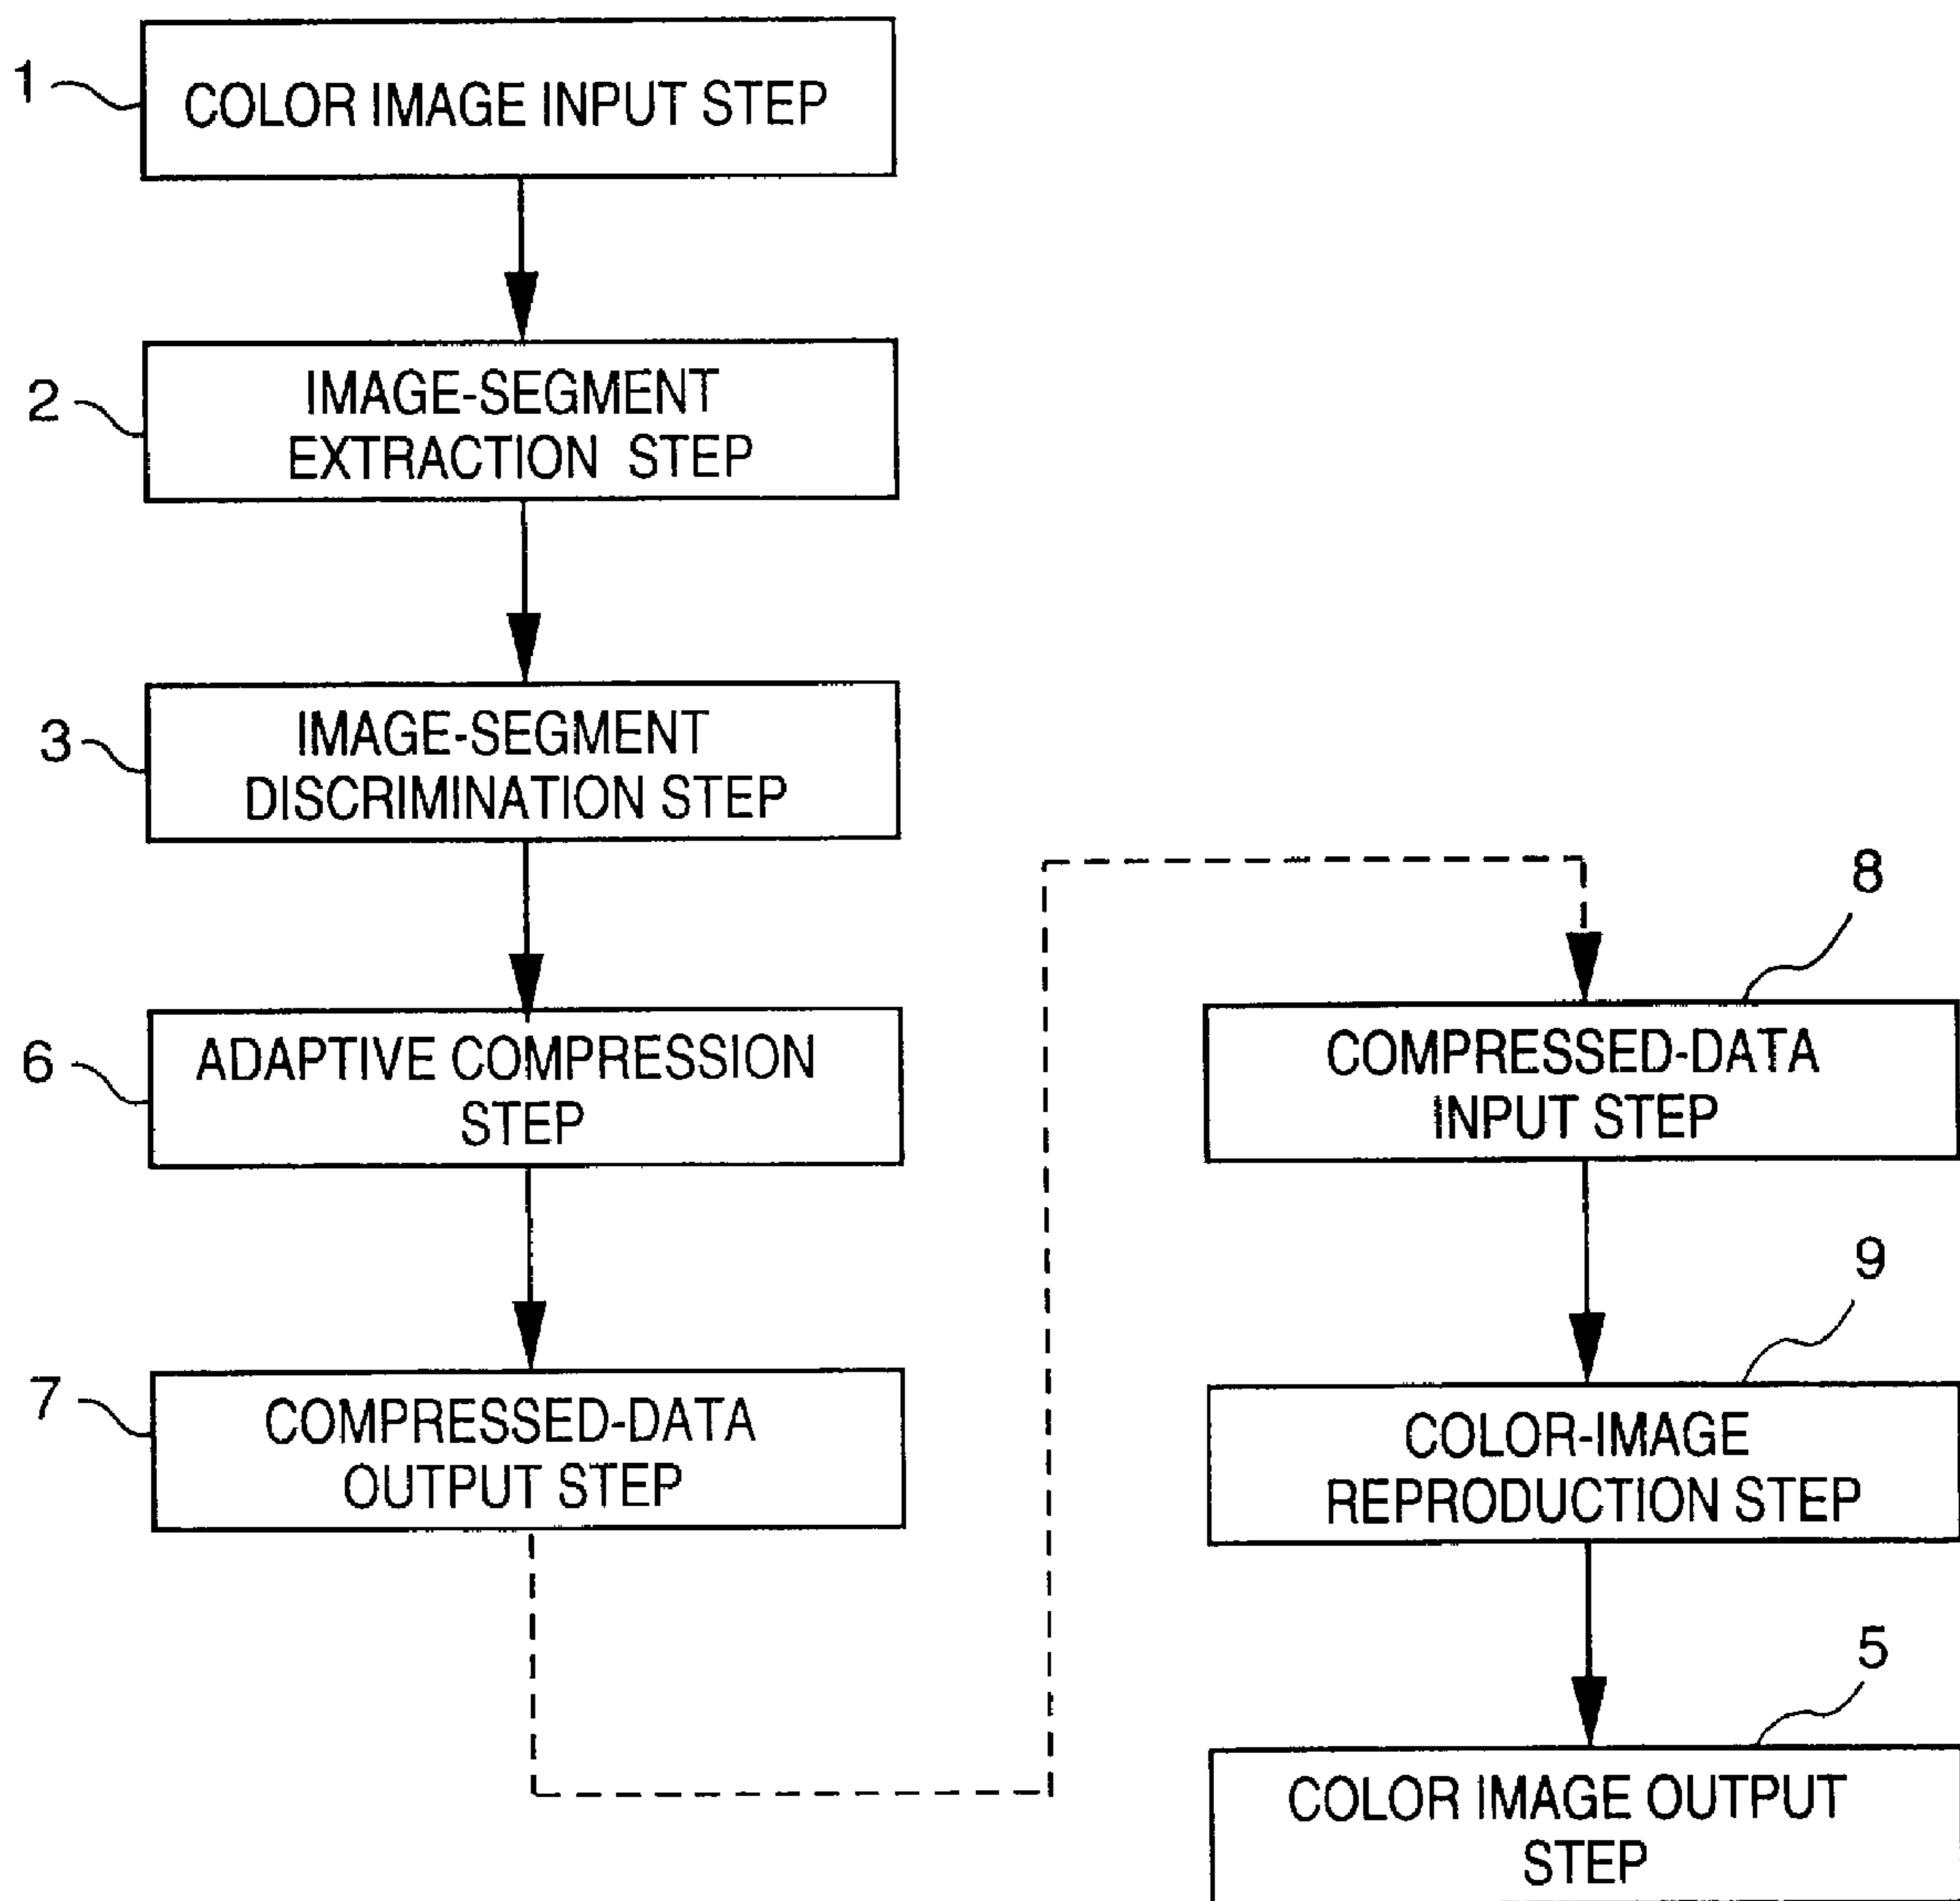 1
COLOR IMAGE INPUT STEP
2
IMAGE-SEGMENT
EXTRACTION STEP
3
IMAGE-SEGMENT
DISCRIMINATION STEP
6
ADAPTIVE COMPRESSION
STEP
7
COMPRESSED-DATA
OUTPUT STEP
8
COMPRESSED-DATA
INPUT STEP
9
COLOR-IMAGE
REPRODUCTION STEP
5
COLOR IMAGE OUTPUT
STEP